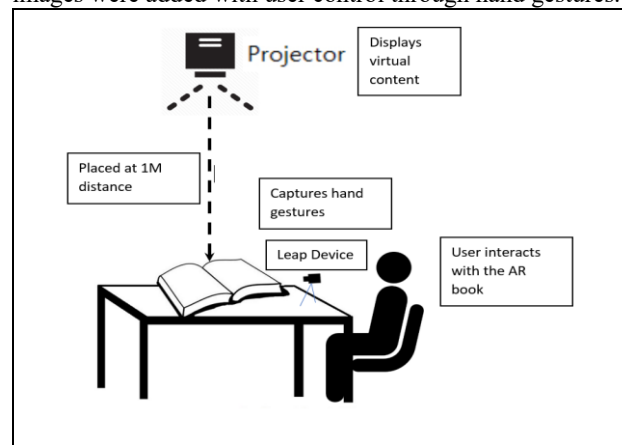 images were added with user control through hand gestures.
Projector
Displays
virtual
content
Placed at 1M
distance
Captures hand
gestures
Leap Device
User interacts
with the AR
book